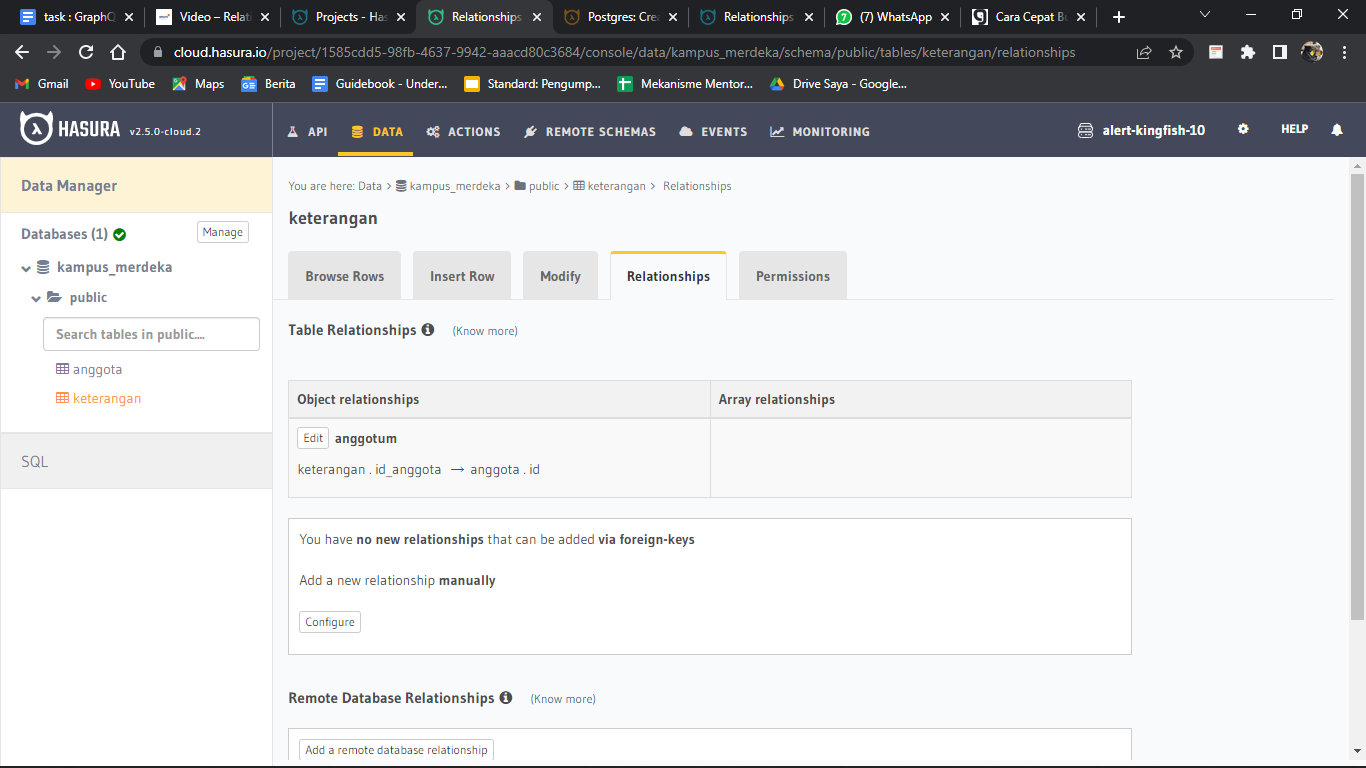 task : GraphQ
Video – Relati
Projects - Has
Relationships
Postgres: Crea
Relationships
(7) WhatsApp
Cara Cepat Bu
cloud.hasura.io/project/1585cdd5-98fb-4637-9942-aaacd80c3684/console/data/kampus_merdeka/schema/public/tables/keterangan/relationships
Gmail
YouTube
Maps
Berita
Guidebook - Under...
Standard: Pengump...
Mekanisme Mentor...
Drive Saya - Google...
HASURA v2.5.0-cloud.2
API
DATA
ACTIONS
REMOTE SCHEMAS
EVENTS
MONITORING
alert-kingfish-10
HELP
Data Manager
Databases (1)
Manage
kampus_merdeka
public
Search tables in public....
anggota
keterangan
SQL
You are here: Data > kampus_merdeka > public > keterangan > Relationships
keterangan
Browse Rows
Insert Row
Modify
Relationships
Permissions
Table Relationships (Know more)
Object relationships
Array relationships
Edit anggotum
keterangan . id_anggota → anggota . id
You have no new relationships that can be added via foreign-keys
Add a new relationship manually
Configure
Remote Database Relationships (Know more)
Add a remote database relationship